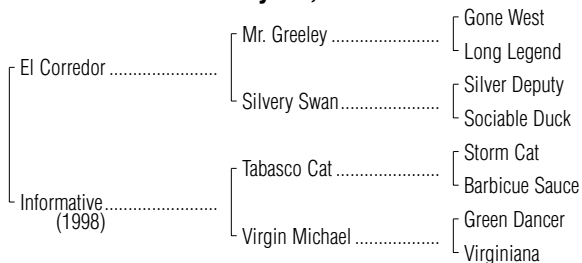 Gone West
Mr. Greeley
Long Legend
El Corredor
Silver Deputy
Silvery Swan
Sociable Duck
Storm Cat
Tabasco Cat
Barbicue Sauce
Informative
(1998)
Green Dancer
Virgin Michael
Virginiana